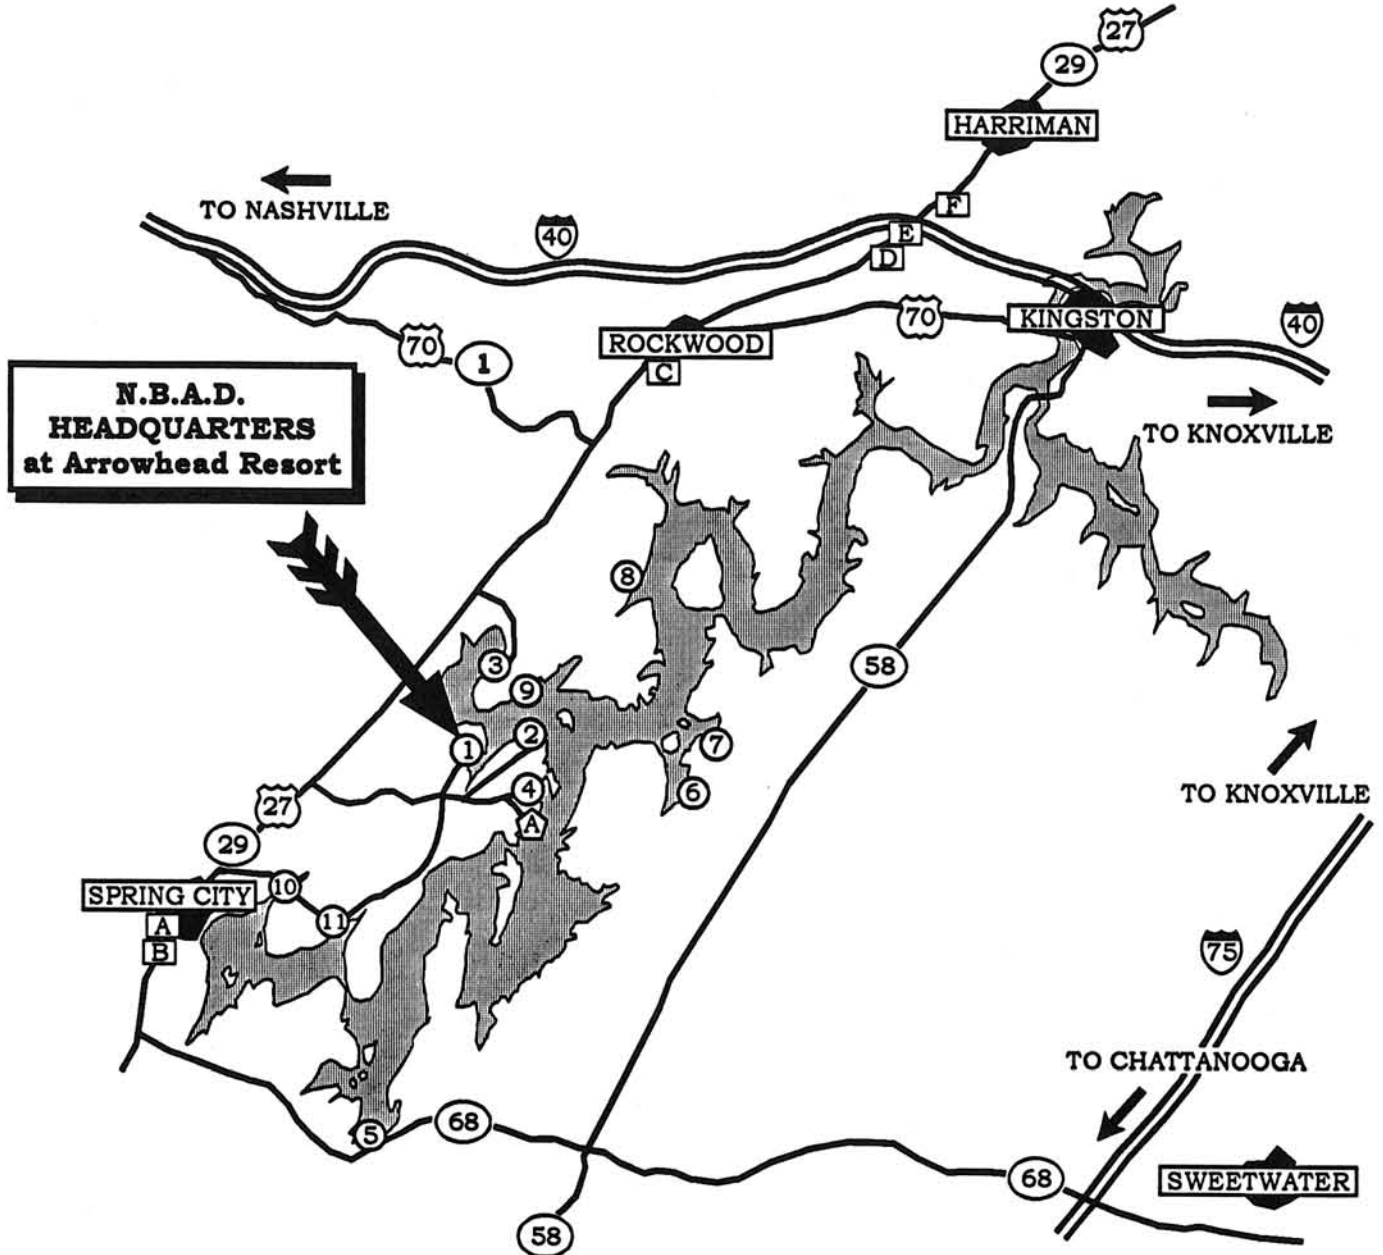 27
29
HARRIMAN
TO NASHVILLE
F
40
E
D
70
KINGSTON
40
ROCKWOOD
C
70
1
N.B.A.D.
HEADQUARTERS
at Arrowhead Resort
TO KNOXVILLE
8
58
3
9
2
1
7
4
6
A
TO KNOXVILLE
27
29
SPRING CITY
10
11
A
B
75
TO CHATTANOOGA
5
68
68
SWEETWATER
58